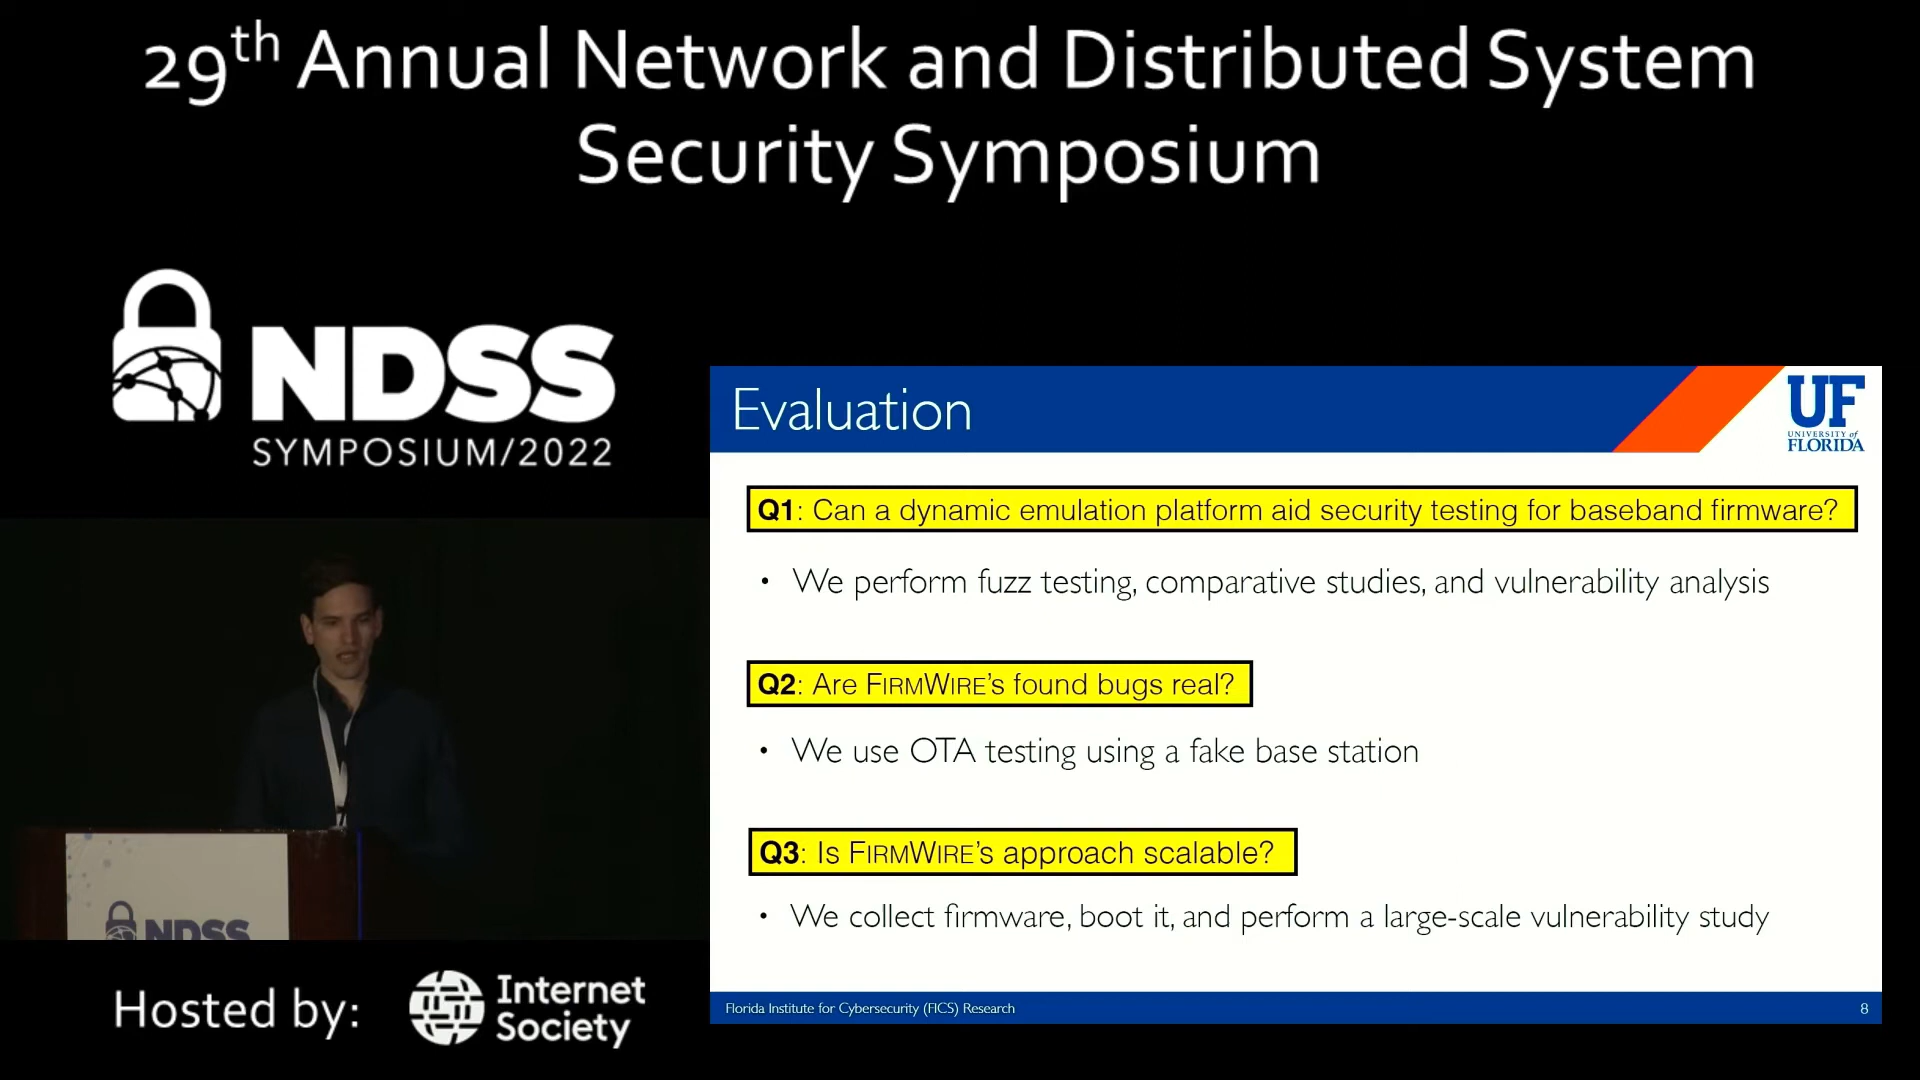 29th Annual Network and Distributed System
Security Symposium
NDSS
SYMPOSIUM/2022
Evaluation
UF
UNIVERSITY of
FLORIDA
Q1: Can a dynamic emulation platform aid security testing for baseband firmware?
• We perform fuzz testing, comparative studies, and vulnerability analysis
Q2: Are FIRMWIRE's found bugs real?
• We use OTA testing using a fake base station
Q3: Is FIRMWIRE's approach scalable?
• We collect firmware, boot it, and perform a large-scale vulnerability study
Florida Institute for Cybersecurity (FICS) Research
8
NDSS
Hosted by:
Internet
Society